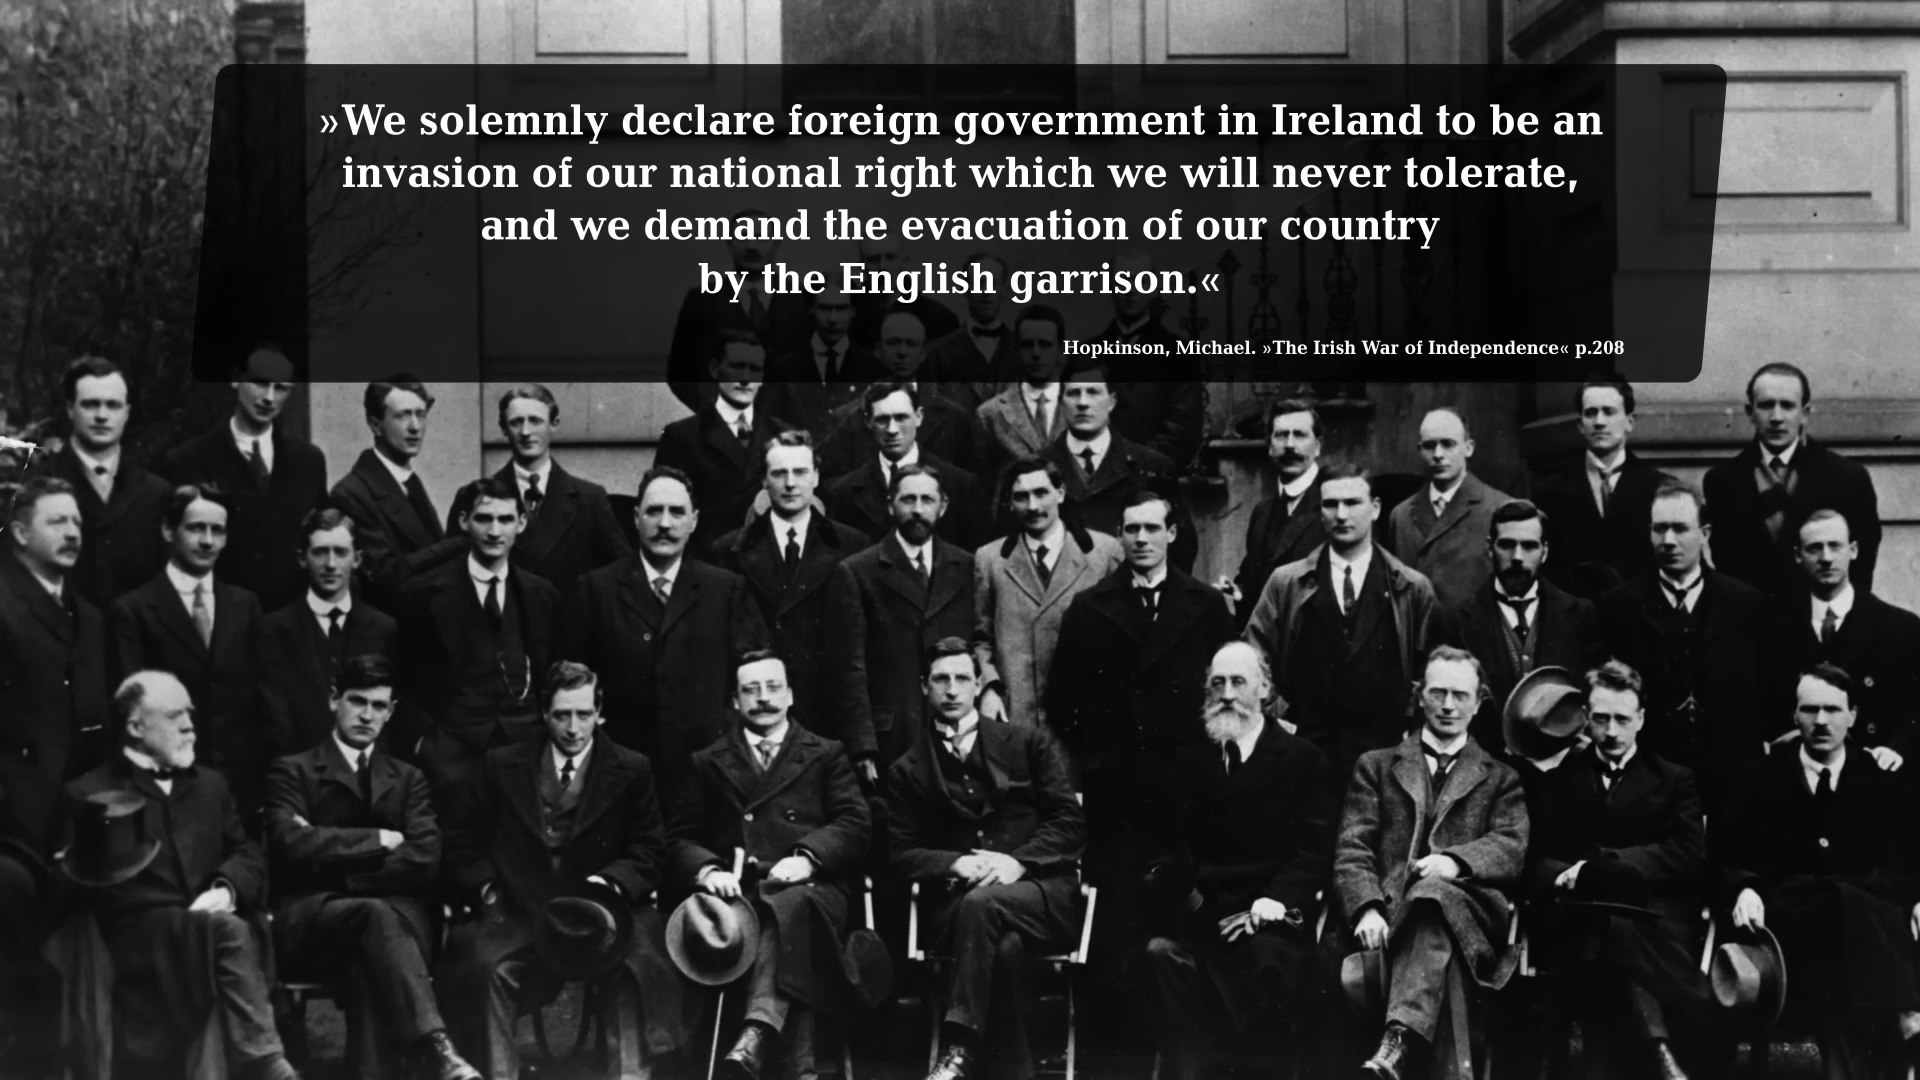 »We solemnly declare foreign government in Ireland to be an
invasion of our national right which we will never tolerate,
and we demand the evacuation of our country
by the English garrison.«
Hopkinson, Michael. »The Irish War of Independence« p.208